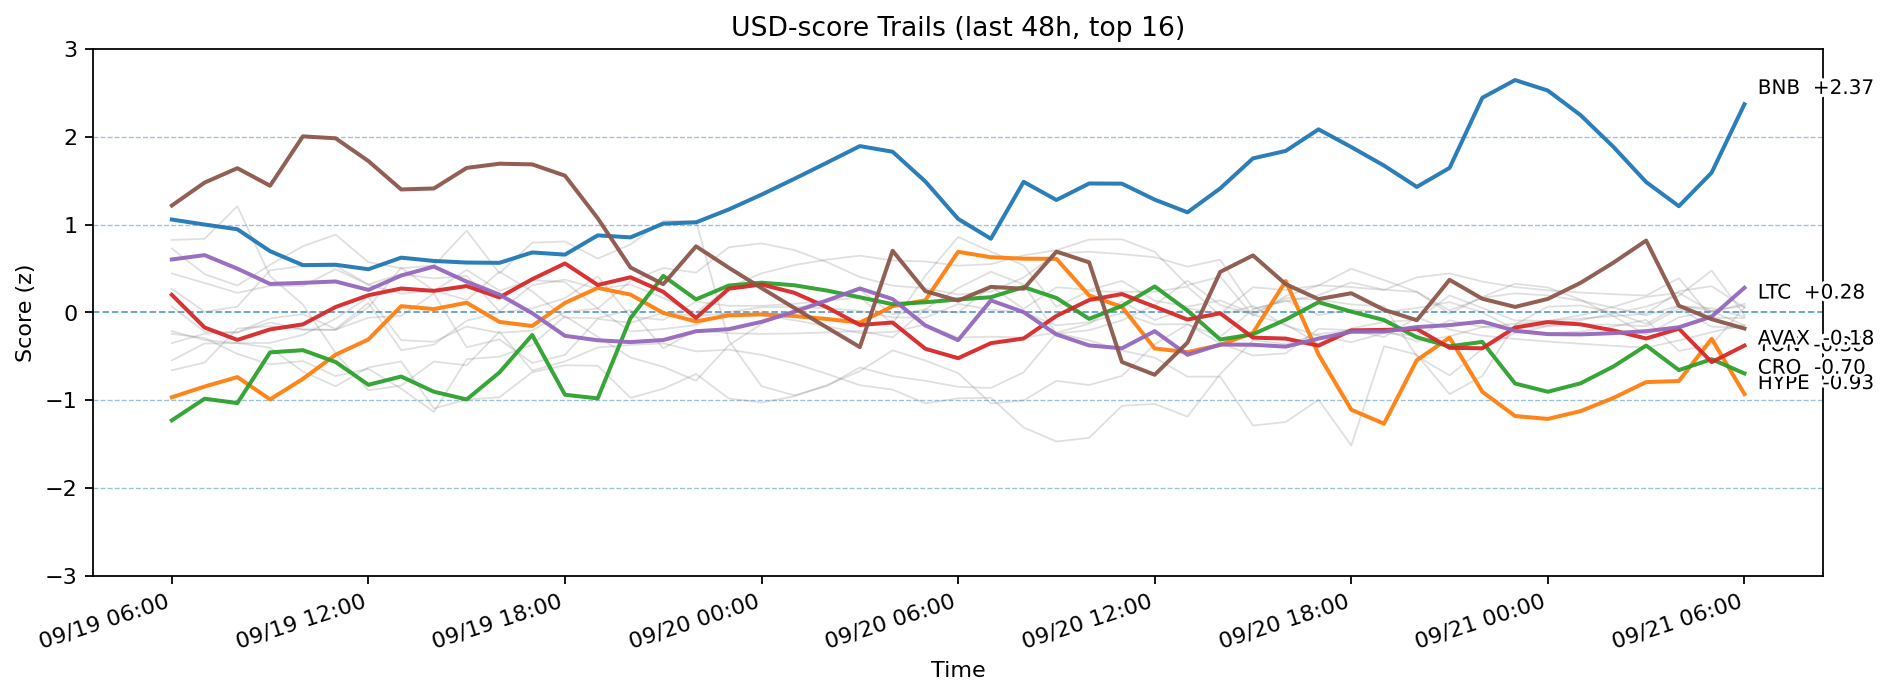 USD-score Trails (last 48h, top 16)
Score (z)
3
2
1
0
−1
−2
−3
BNB +2.37
LTC +0.28
AVAX -0.18
CRO -0.70
HYPE -0.93
09/19 06:00
09/19 12:00
09/19 18:00
09/20 00:00
09/20 06:00
09/20 12:00
09/20 18:00
09/21 00:00
09/21 06:00
Time